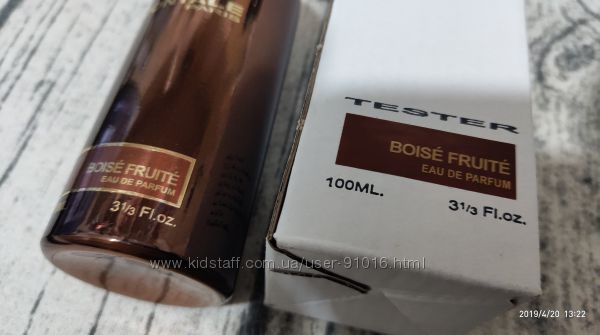 PARIS
BOISÉ FRUITÉ
EAU DE PARFUM
3 1/3 Fl.oz.
TESTER
BOISÉ FRUITÉ
EAU DE PARFUM
100ML.
3 1/3 Fl.oz.
www.kidstaff.com.ua/user-91016.html
2019/4/20 13:22